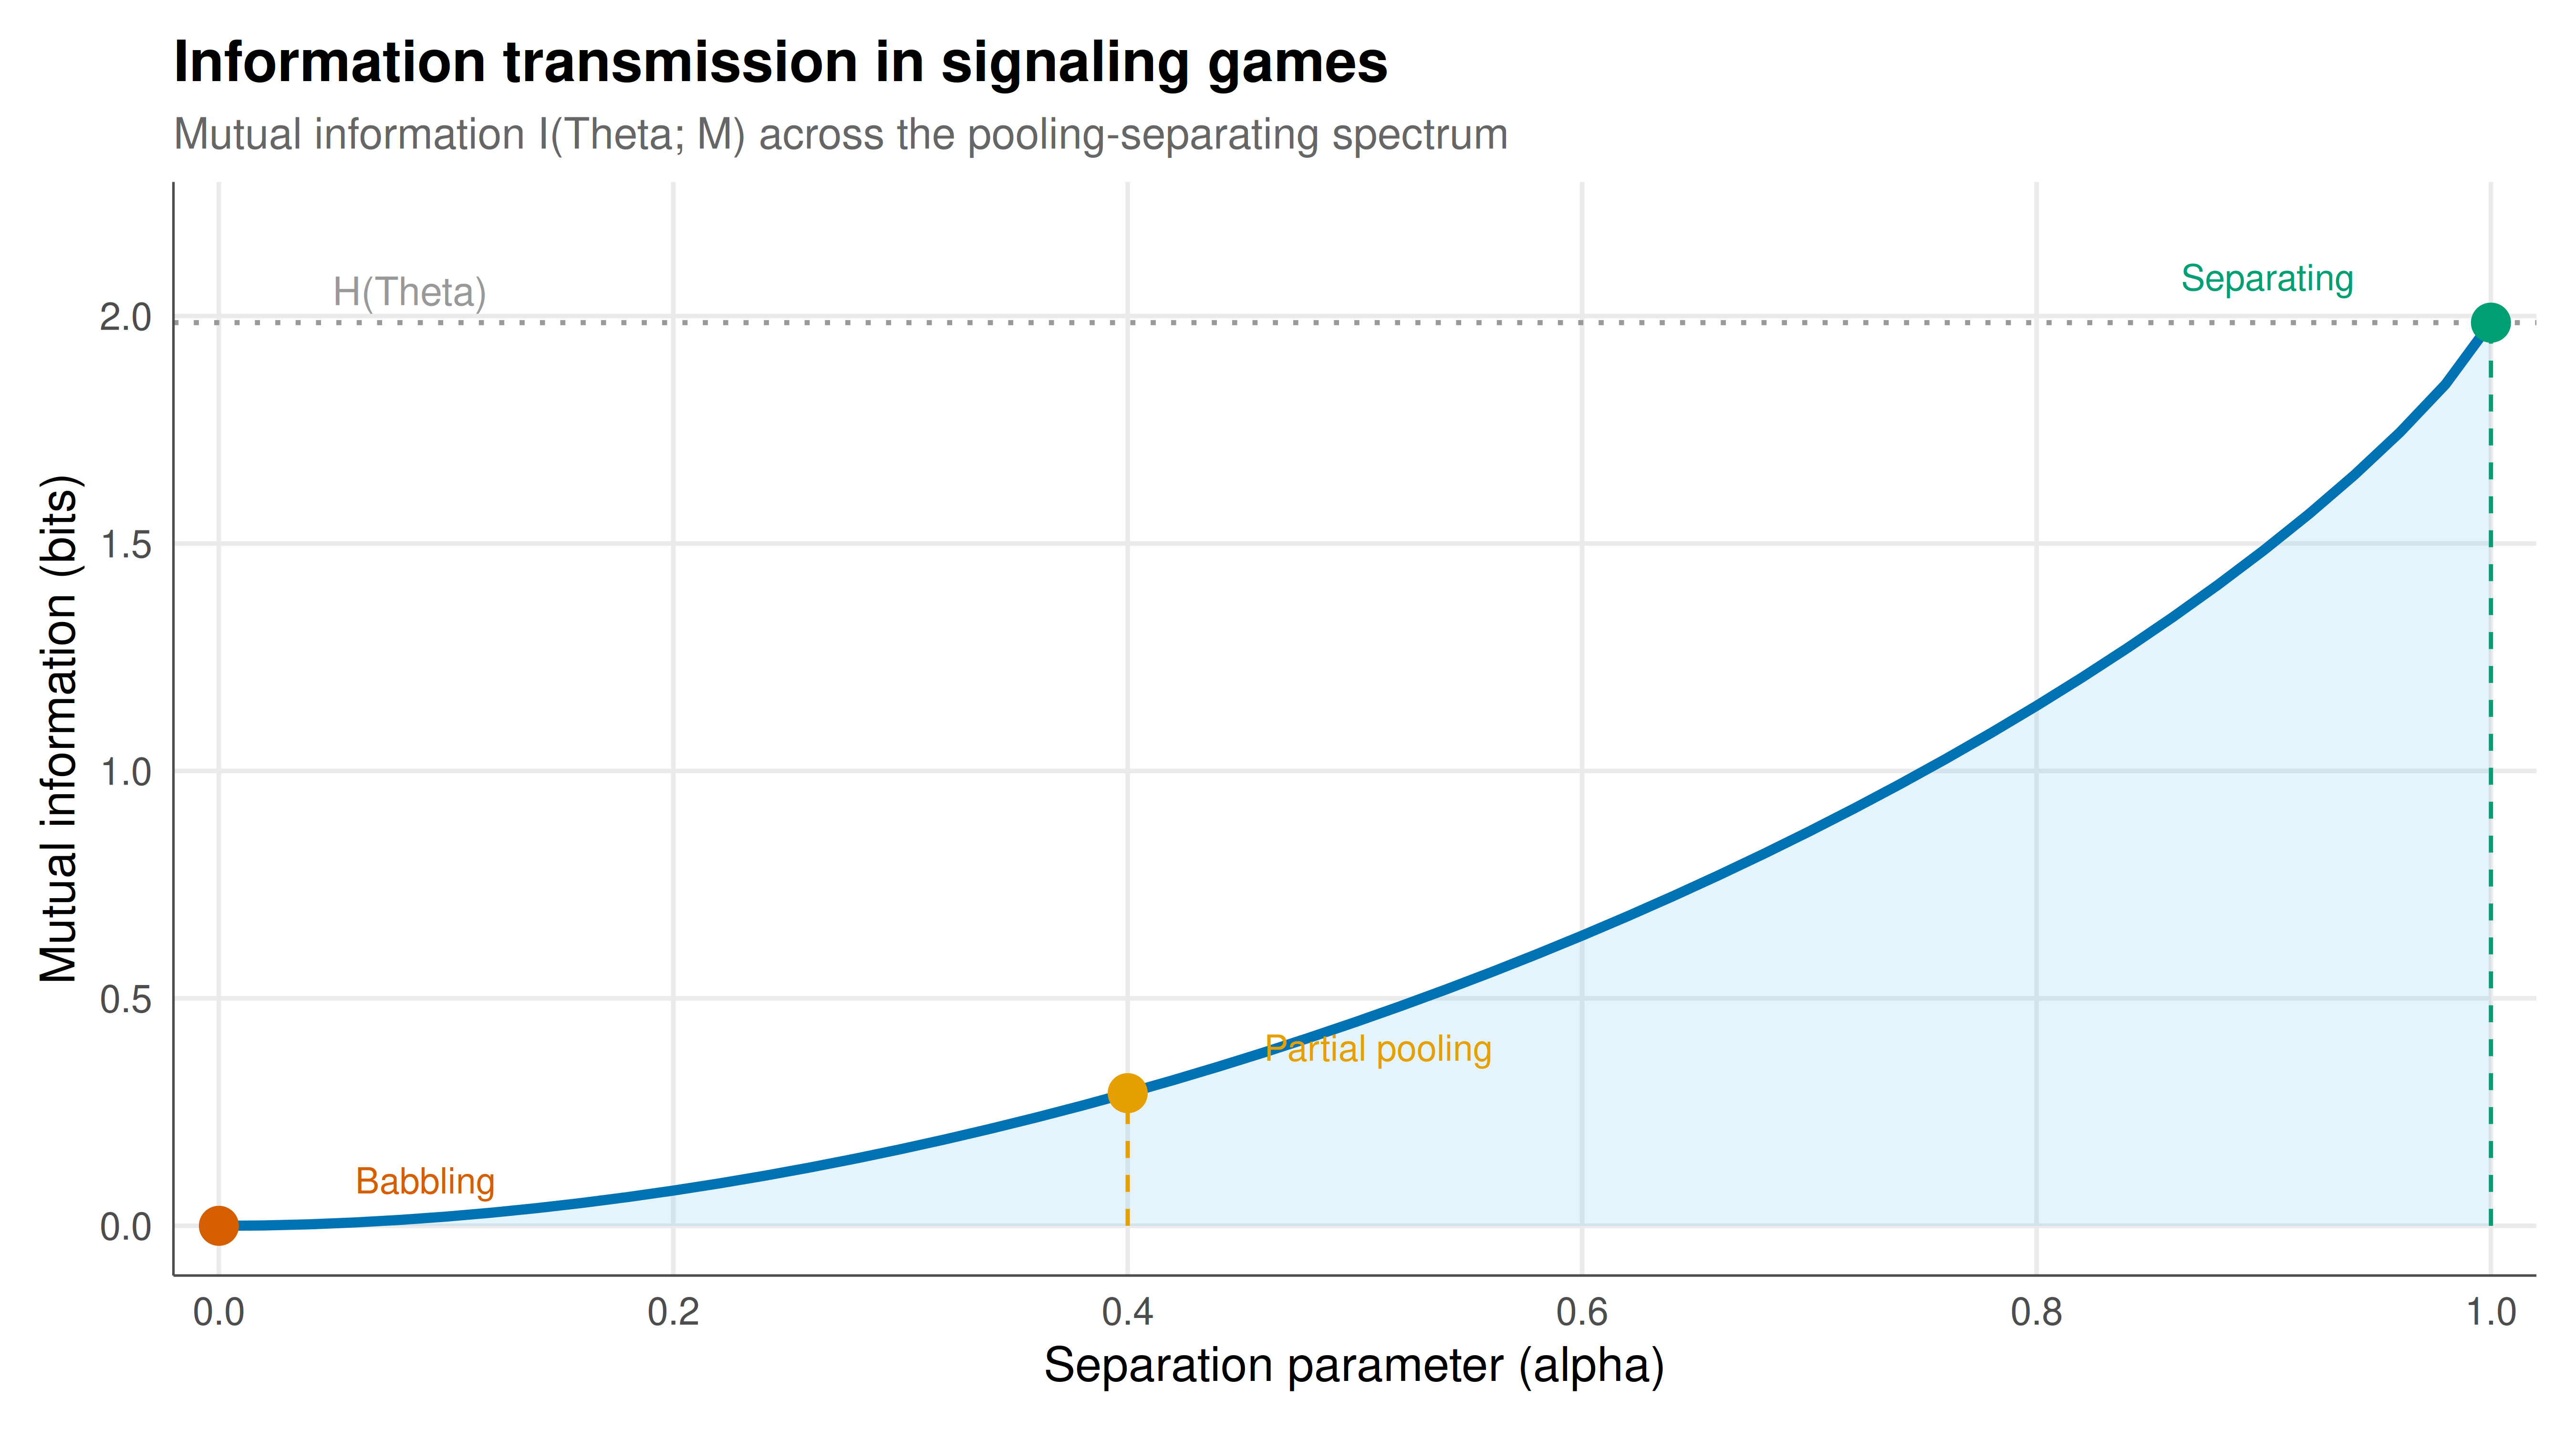 Information transmission in signaling games
Mutual information I(Theta; M) across the pooling-separating spectrum
H(Theta)
Separating
Partial pooling
Babbling
Mutual information (bits)
2.0
1.5
1.0
0.5
0.0
0.0 0.2 0.4 0.6 0.8 1.0
Separation parameter (alpha)